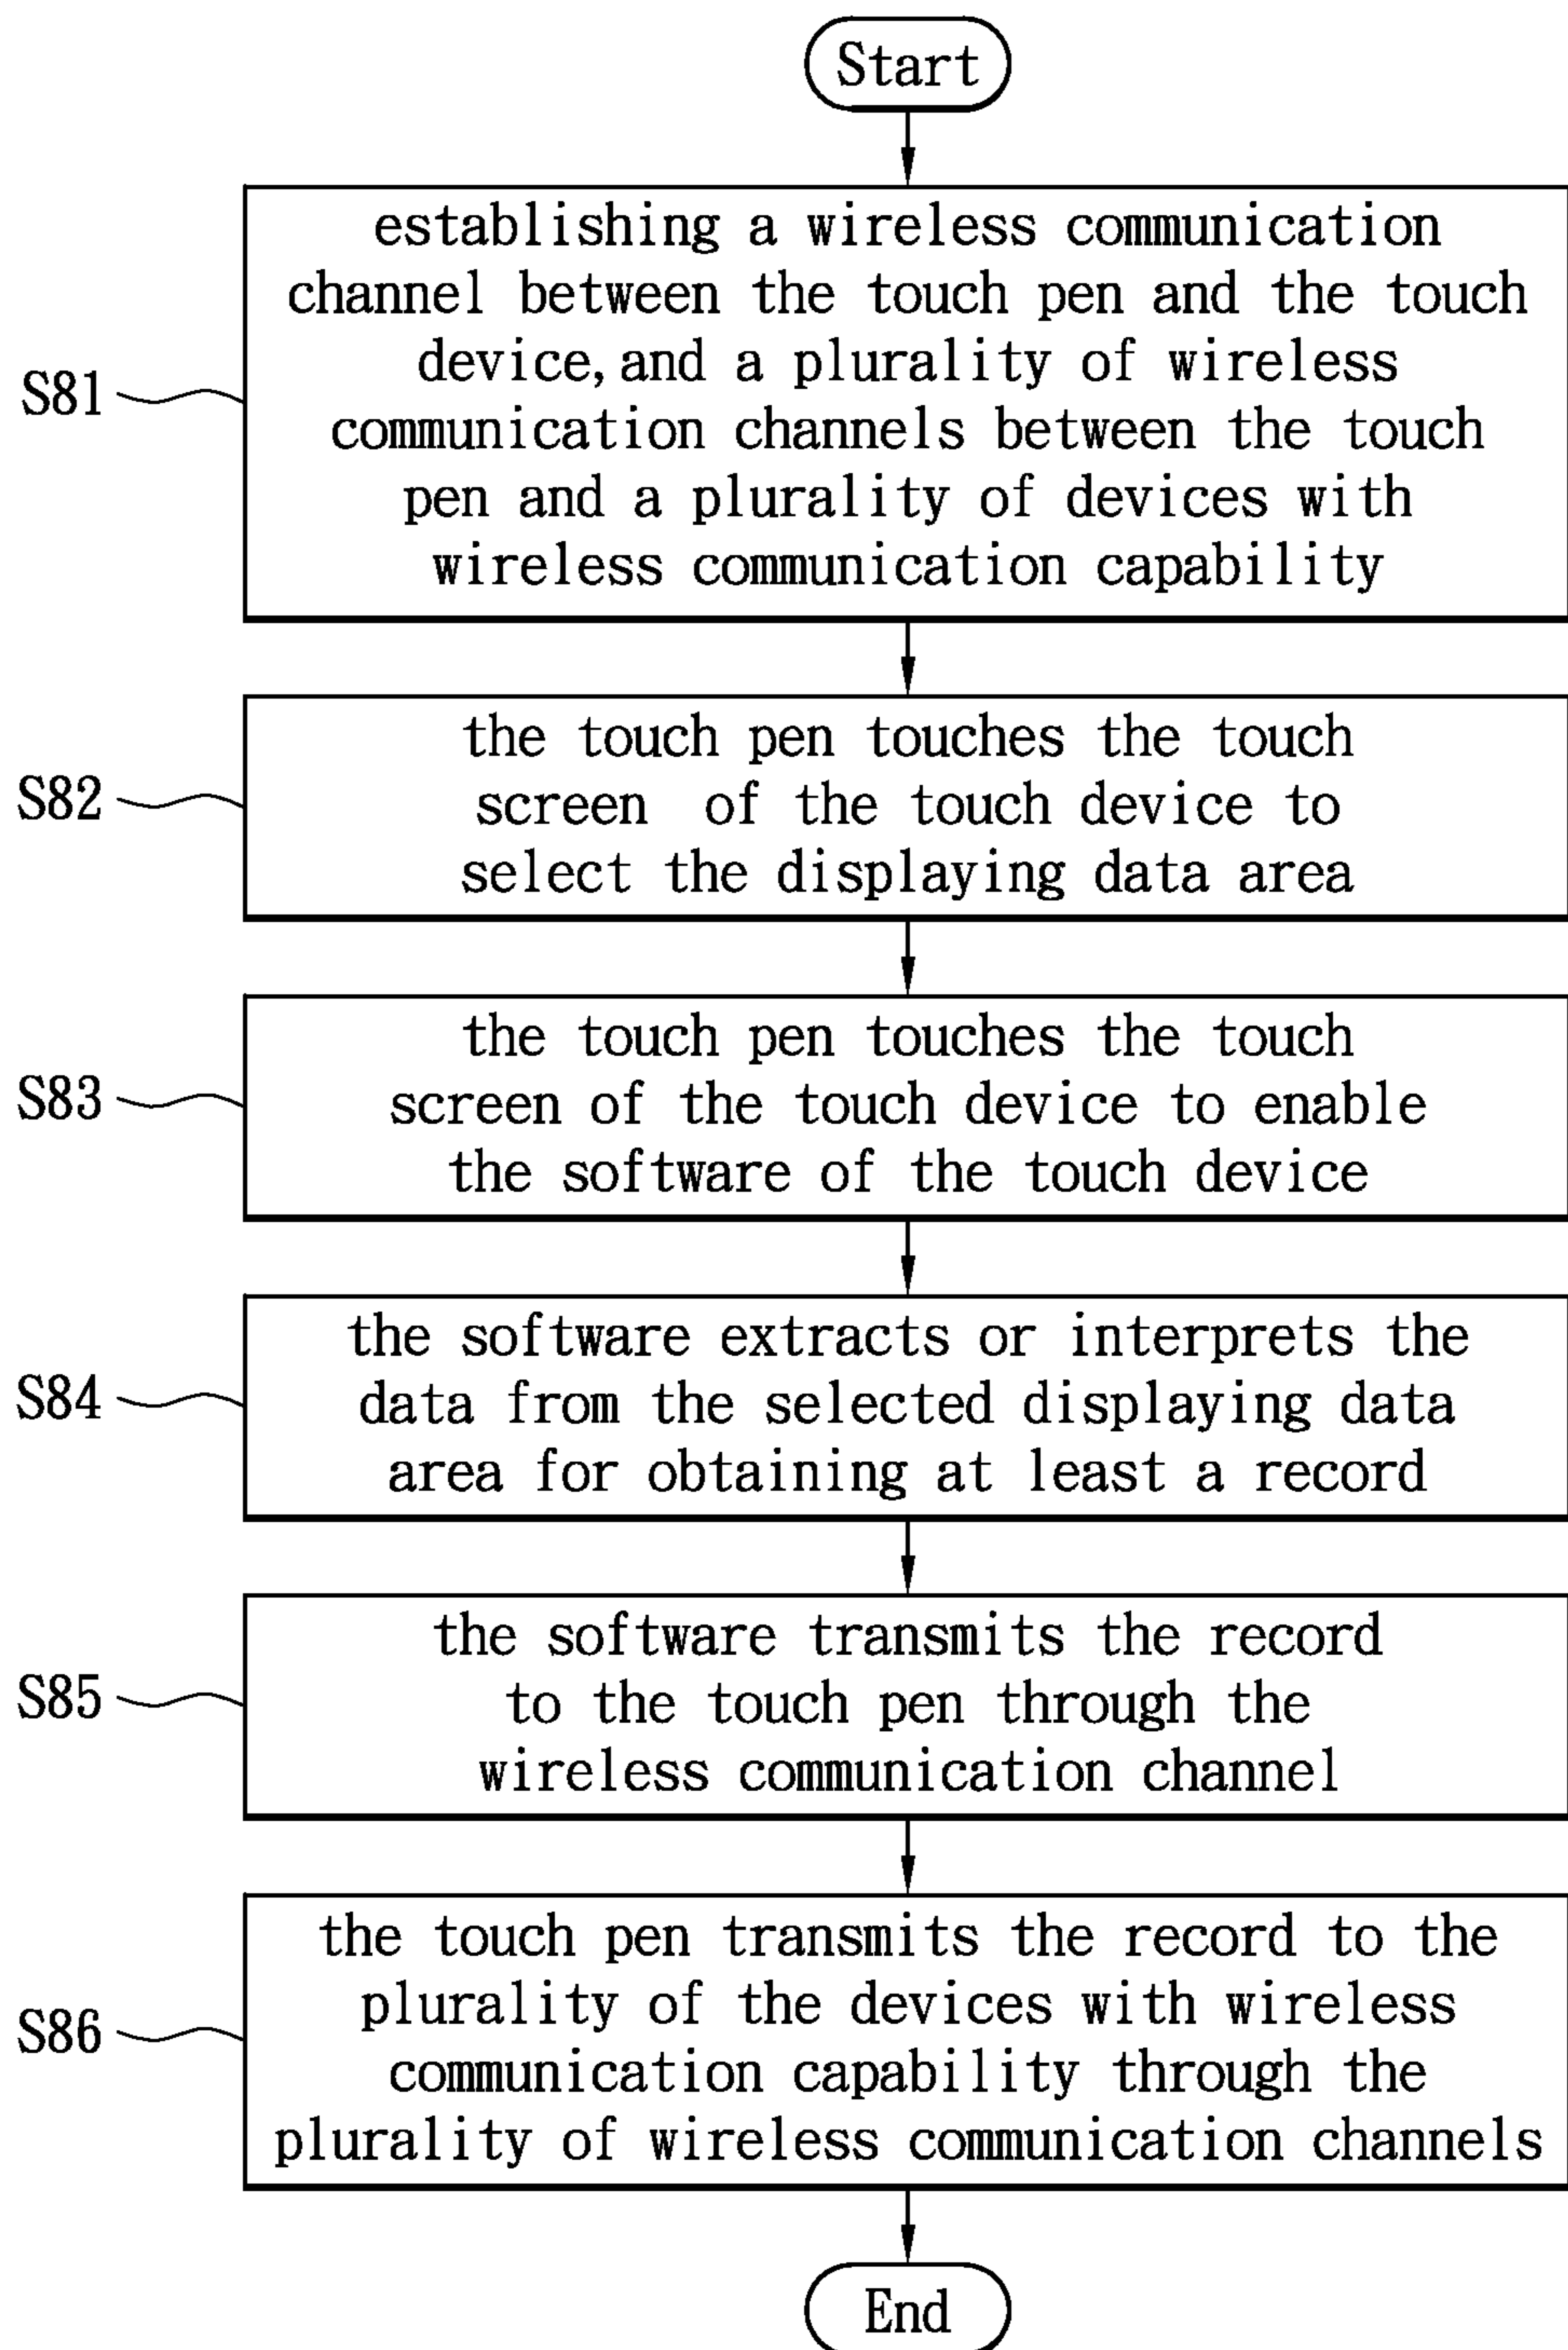 Start
establishing a wireless communication
channel between the touch pen and the touch
device, and a plurality of wireless
S81
communication channels between the touch
pen and a plurality of devices with
wireless communication capability
the touch pen touches the touch
S82
screen of the touch device to
select the displaying data area
the touch pen touches the touch
S83
screen of the touch device to enable
the software of the touch device
the software extracts or interprets the
S84
data from the selected displaying data
area for obtaining at least a record
the software transmits the record
S85
to the touch pen through the
wireless communication channel
the touch pen transmits the record to the
plurality of the devices with wireless
S86
communication capability through the
plurality of wireless communication channels
End